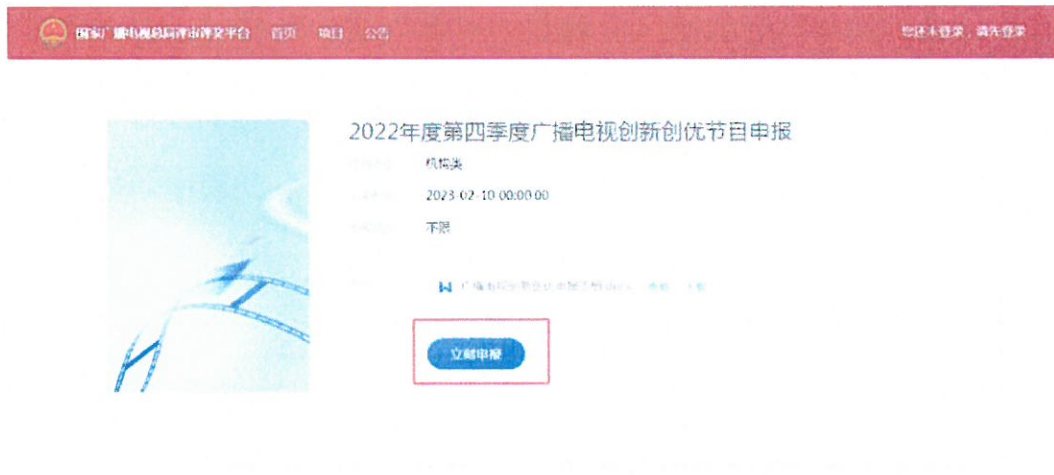 国家广播电视总局评审评奖平台 首页 项目 公告 您还未登录，请先登录
2022年度第四季度广播电视创新创优节目申报
机构类
2023-02-10 00:00:00
不限
立即申报